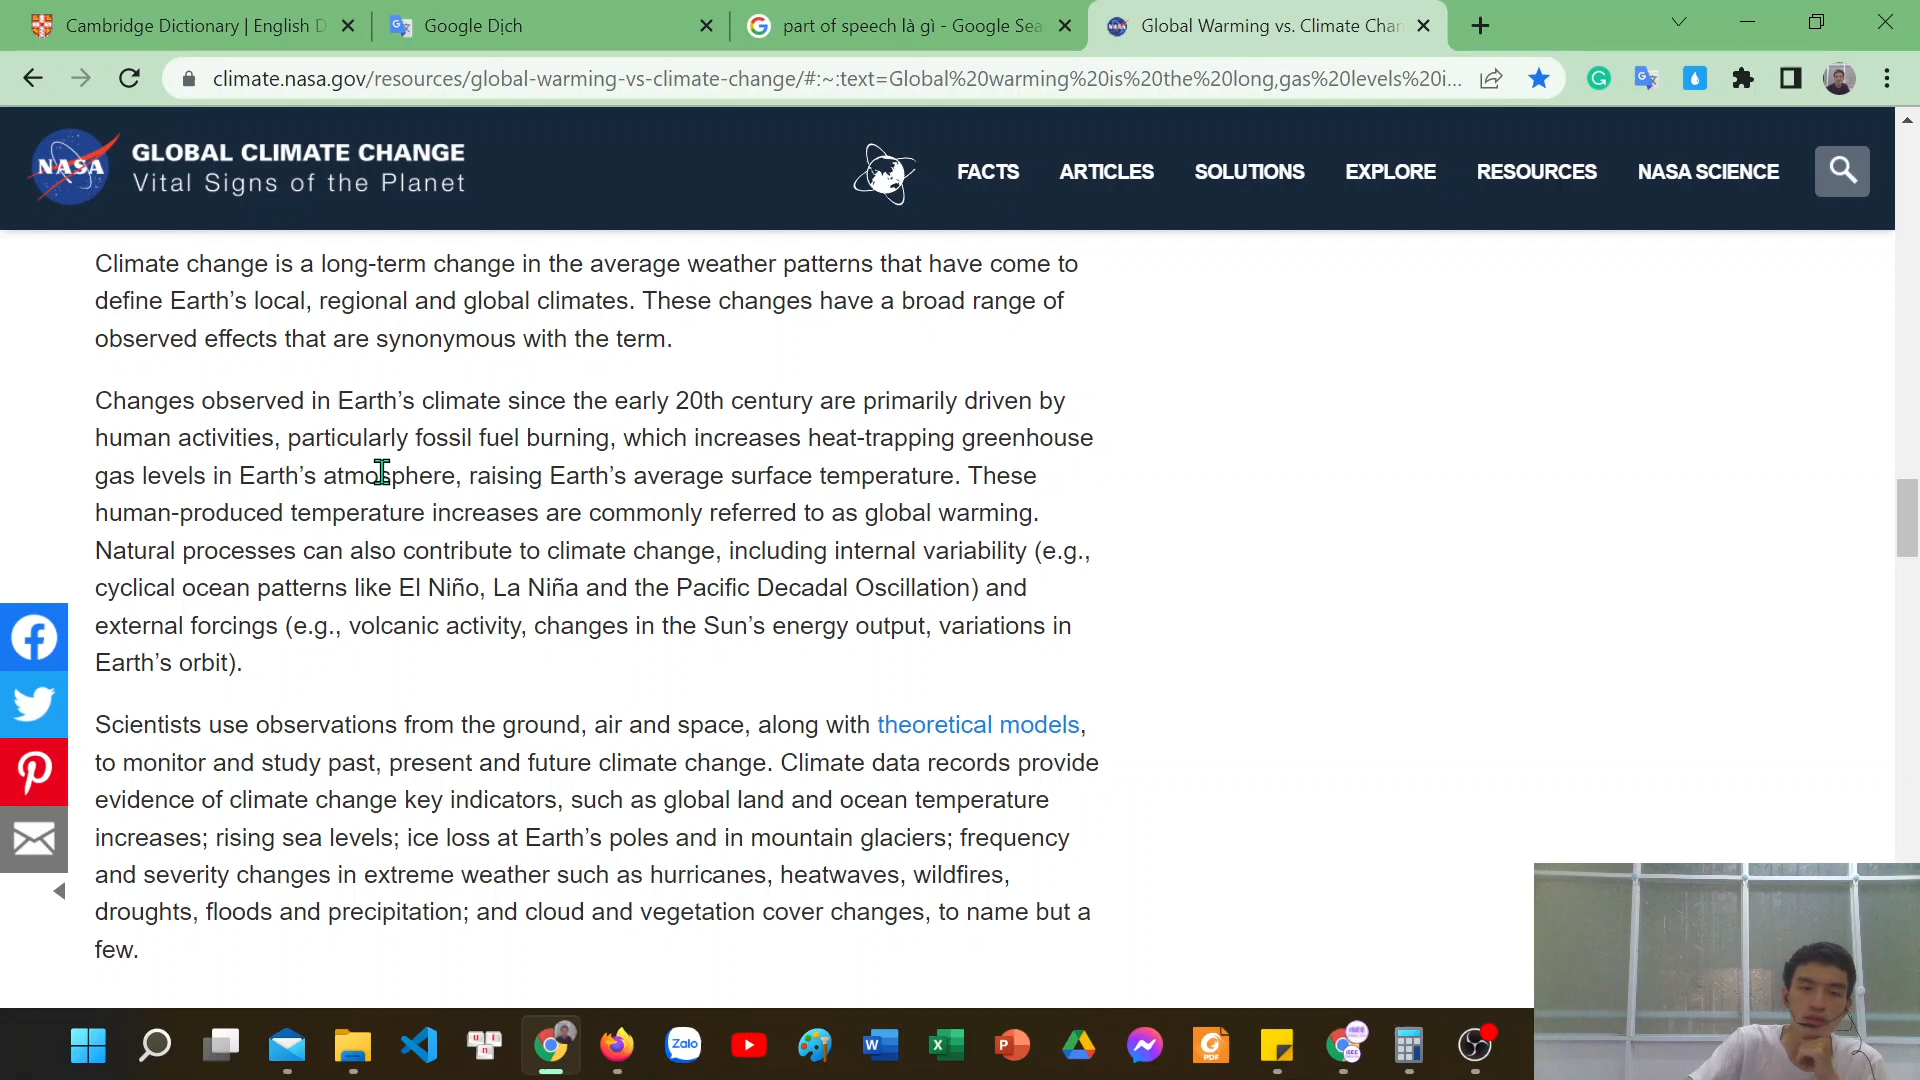 Cambridge Dictionary | English D
Google Dịch
part of speech là gì - Google Sea
Global Warming vs. Climate Chan
climate.nasa.gov/resources/global-warming-vs-climate-change/#:~:text=Global%20warming%20is%20the%20long,gas%20levels%20i...
NASA
GLOBAL CLIMATE CHANGE
Vital Signs of the Planet
FACTS
ARTICLES
SOLUTIONS
EXPLORE
RESOURCES
NASA SCIENCE
Climate change is a long-term change in the average weather patterns that have come to
define Earth’s local, regional and global climates. These changes have a broad range of
observed effects that are synonymous with the term.
Changes observed in Earth’s climate since the early 20th century are primarily driven by
human activities, particularly fossil fuel burning, which increases heat-trapping greenhouse
gas levels in Earth’s atmosphere, raising Earth’s average surface temperature. These
human-produced temperature increases are commonly referred to as global warming.
Natural processes can also contribute to climate change, including internal variability (e.g.,
cyclical ocean patterns like El Niño, La Niña and the Pacific Decadal Oscillation) and
external forcings (e.g., volcanic activity, changes in the Sun’s energy output, variations in
Earth’s orbit).
Scientists use observations from the ground, air and space, along with theoretical models,
to monitor and study past, present and future climate change. Climate data records provide
evidence of climate change key indicators, such as global land and ocean temperature
increases; rising sea levels; ice loss at Earth’s poles and in mountain glaciers; frequency
and severity changes in extreme weather such as hurricanes, heatwaves, wildfires,
droughts, floods and precipitation; and cloud and vegetation cover changes, to name but a
few.
Zalo
W
X
P
PDF